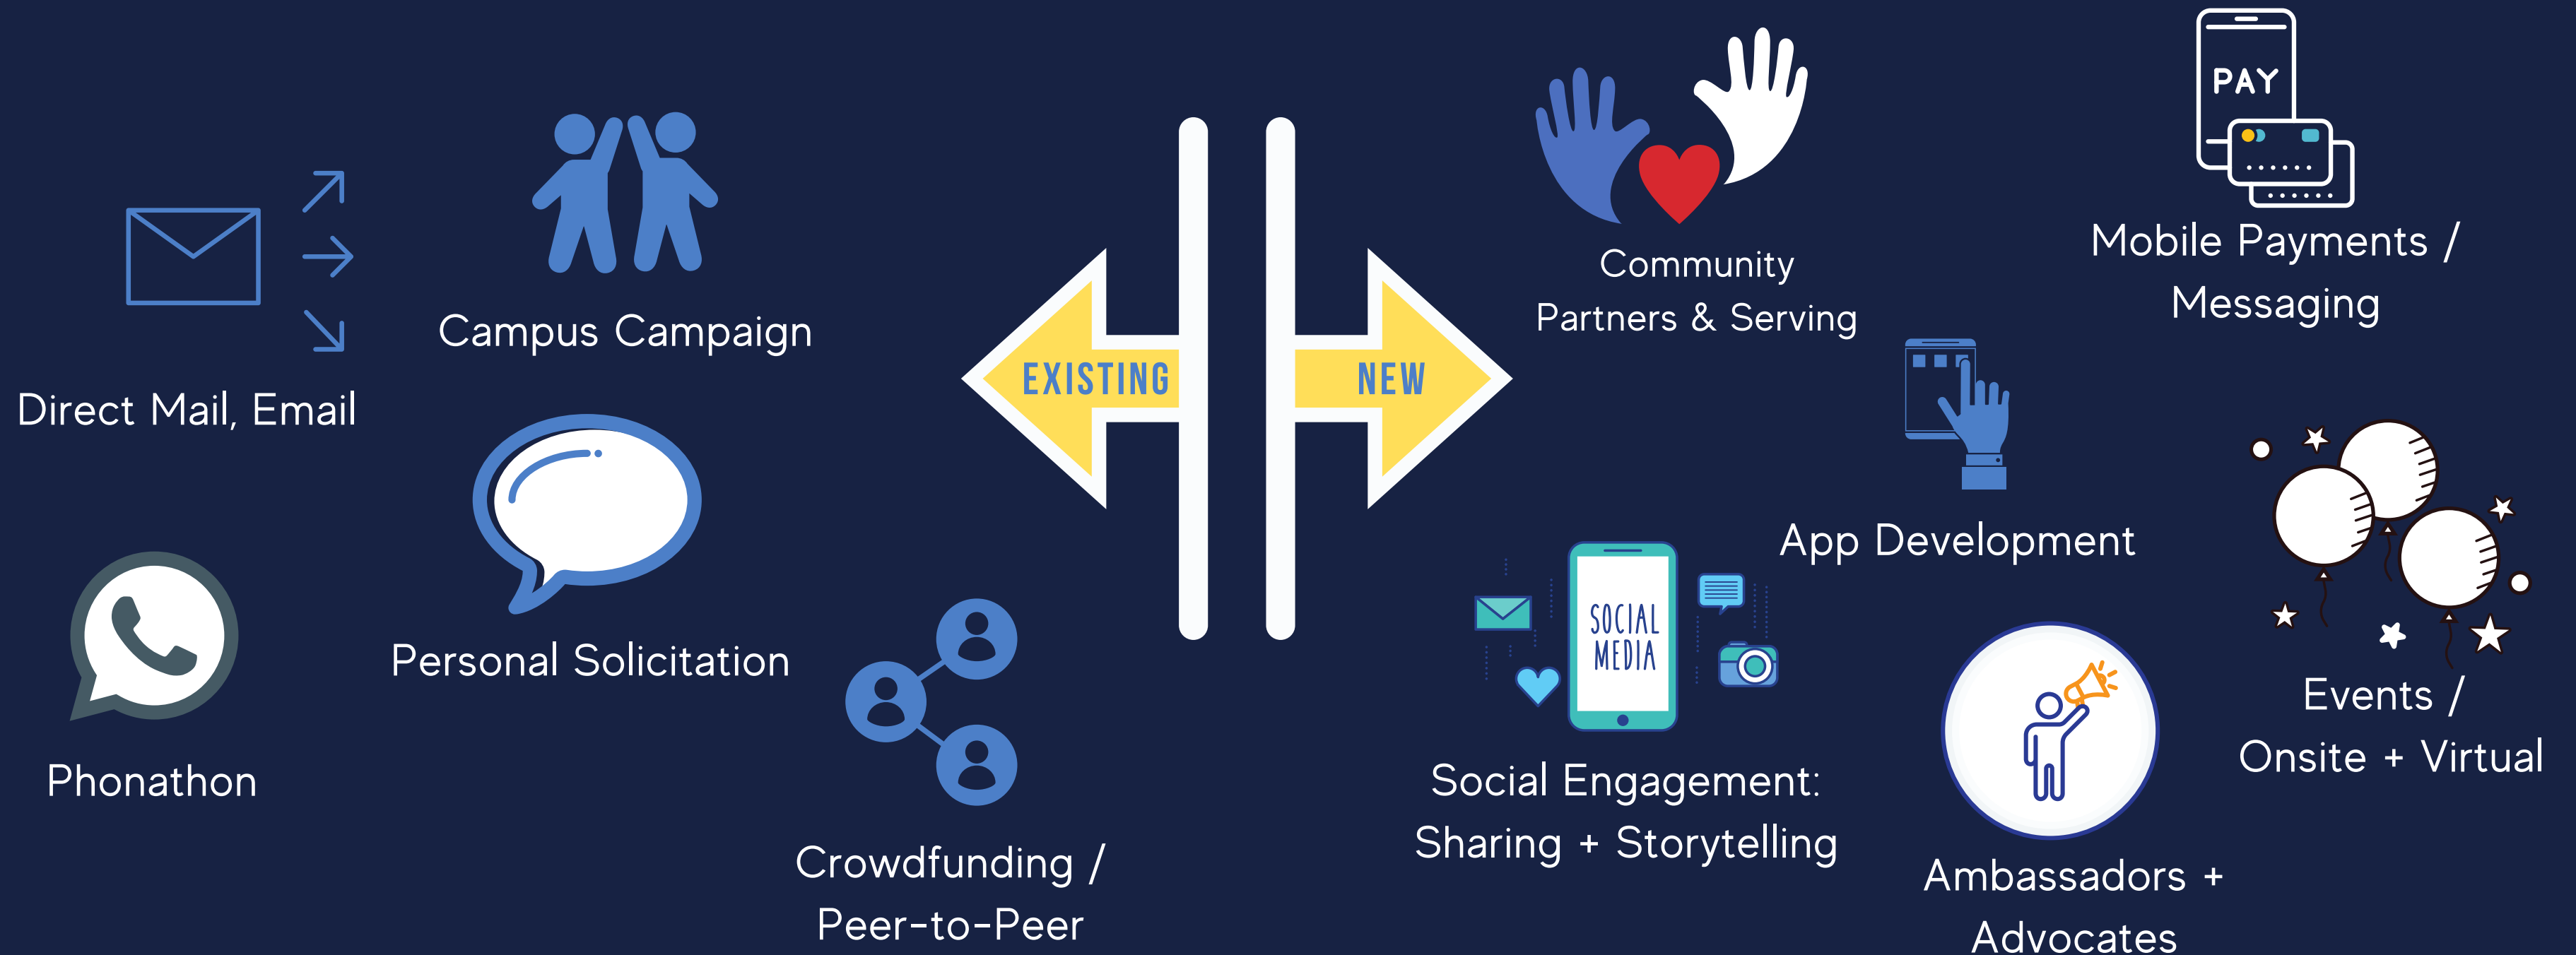 Direct Mail, Email
Campus Campaign
Personal Solicitation
Phonathon
Crowdfunding /
Peer-to-Peer
EXISTING
NEW
Community
Partners & Serving
PAY
Mobile Payments /
Messaging
App Development
SOCIAL
MEDIA
Social Engagement:
Sharing + Storytelling
Events /
Onsite + Virtual
Ambassadors +
Advocates